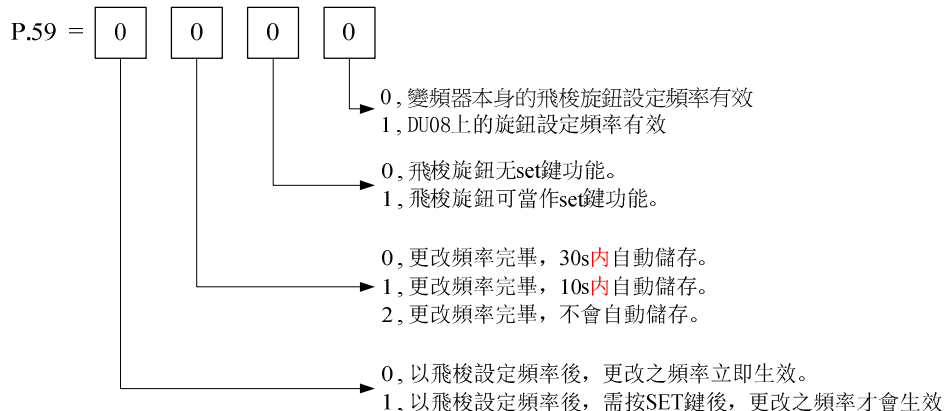 P.59 = 0 0 0 0
0,變頻器本身的飛梭旋鈕設定頻率有效
1,DU08上的旋鈕設定頻率有效
0,飛梭旋鈕无set鍵功能。
1,飛梭旋鈕可當作set鍵功能。
0,更改頻率完畢，30s内自動儲存。
1,更改頻率完畢，10s内自動儲存。
2,更改頻率完畢，不會自動儲存。
0,以飛梭設定頻率後，更改之頻率立即生效。
1,以飛梭設定頻率後，需按SET鍵後，更改之頻率才會生效